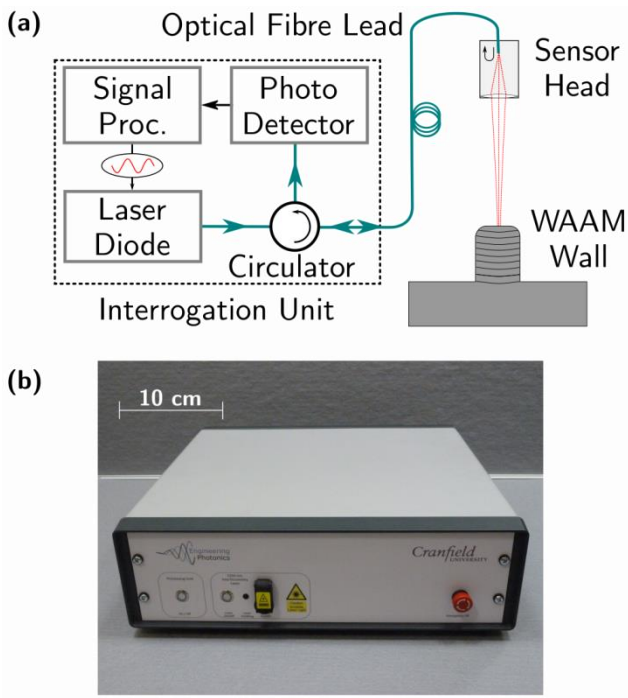 (a)
Optical Fibre Lead
Signal
Proc.
Photo
Detector
Sensor
Head
Laser
Diode
Circulator
WAAM
Wall
Interrogation Unit
(b)
10 cm
Engineering
Photonics
Cranfield
UNIVERSITY